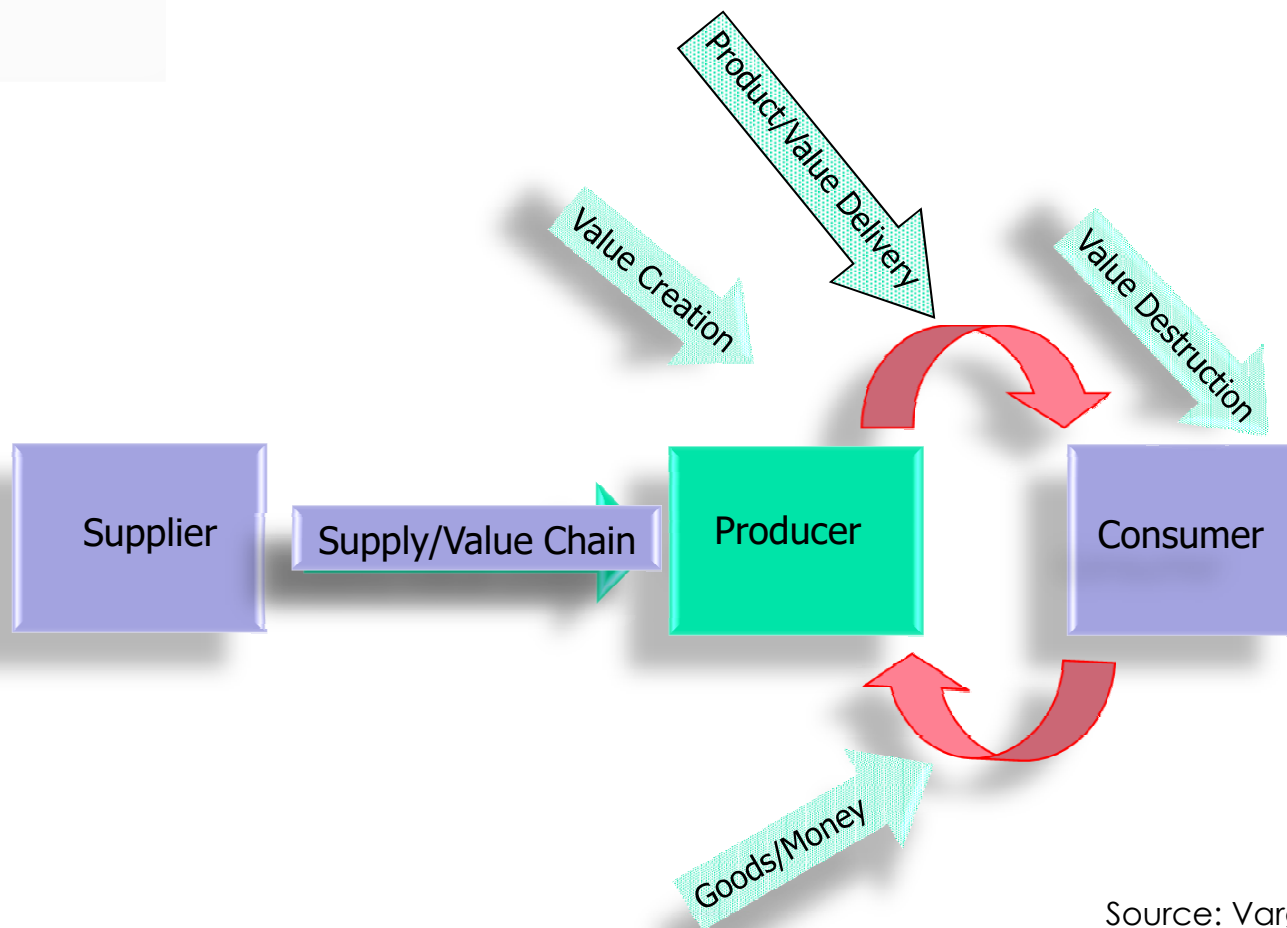 Product/Value Delivery
Value Creation
Value Destruction
Supplier
Supply/Value Chain
Producer
Consumer
Goods/Money
Source: